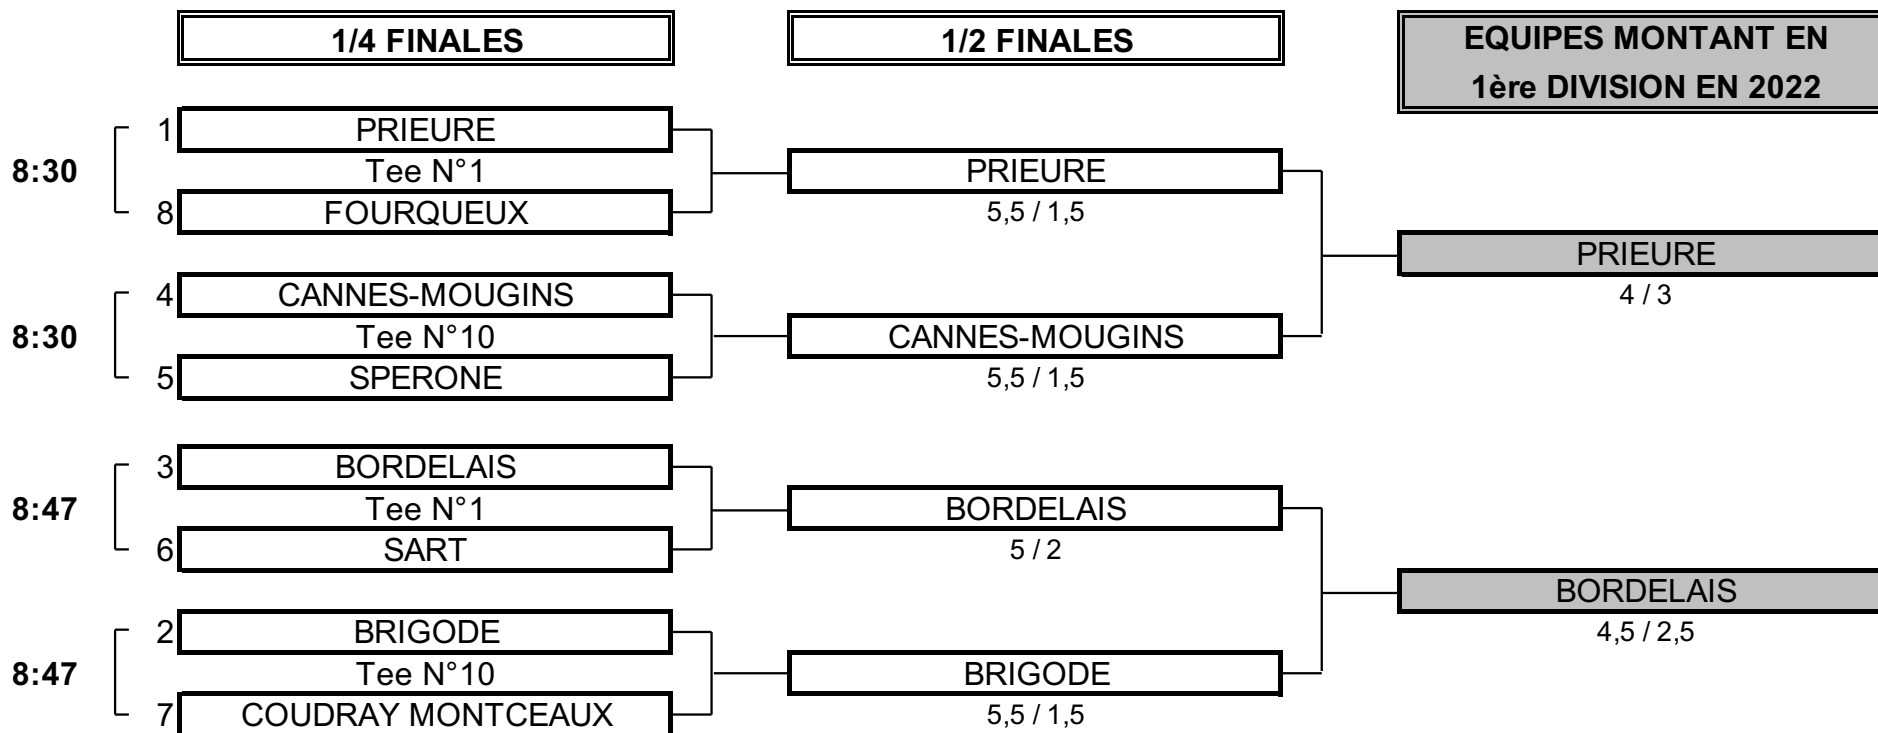 1/4 FINALES
1/2 FINALES
EQUIPES MONTANT EN
1ère DIVISION EN 2022
1
PRIEURE
8:30
Tee N°1
PRIEURE
8
FOURQUEUX
5,5 / 1,5
PRIEURE
4 / 3
4
CANNES-MOUGINS
8:30
Tee N°10
CANNES-MOUGINS
5
SPERONE
5,5 / 1,5
3
BORDELAIS
8:47
Tee N°1
BORDELAIS
6
SART
5 / 2
BORDELAIS
4,5 / 2,5
2
BRIGODE
8:47
Tee N°10
BRIGODE
7
COUDRAY MONTCEAUX
5,5 / 1,5